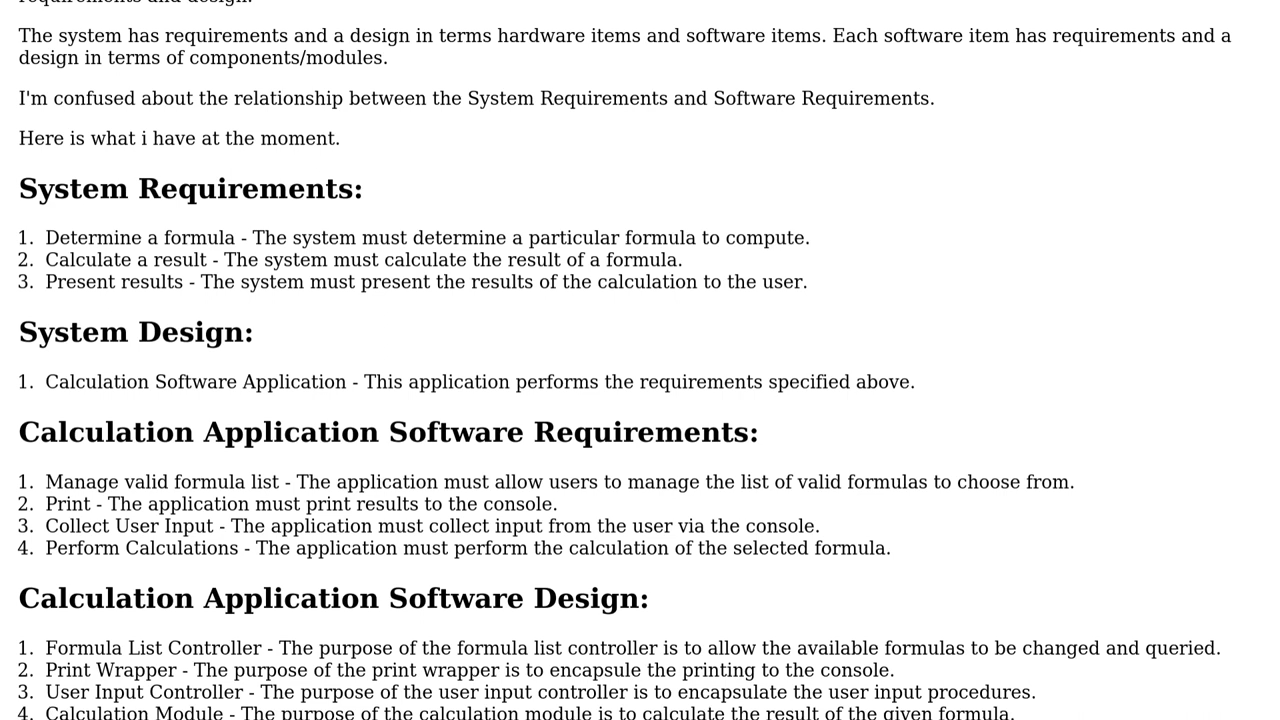 requirements and design.
The system has requirements and a design in terms hardware items and software items. Each software item has requirements and a
design in terms of components/modules.
I'm confused about the relationship between the System Requirements and Software Requirements.
Here is what i have at the moment.
System Requirements:
1. Determine a formula - The system must determine a particular formula to compute.
2. Calculate a result - The system must calculate the result of a formula.
3. Present results - The system must present the results of the calculation to the user.
System Design:
1. Calculation Software Application - This application performs the requirements specified above.
Calculation Application Software Requirements:
1. Manage valid formula list - The application must allow users to manage the list of valid formulas to choose from.
2. Print - The application must print results to the console.
3. Collect User Input - The application must collect input from the user via the console.
4. Perform Calculations - The application must perform the calculation of the selected formula.
Calculation Application Software Design:
1. Formula List Controller - The purpose of the formula list controller is to allow the available formulas to be changed and queried.
2. Print Wrapper - The purpose of the print wrapper is to encapsule the printing to the console.
3. User Input Controller - The purpose of the user input controller is to encapsulate the user input procedures.
4. Calculation Module - The purpose of the calculation module is to calculate the result of the given formula.